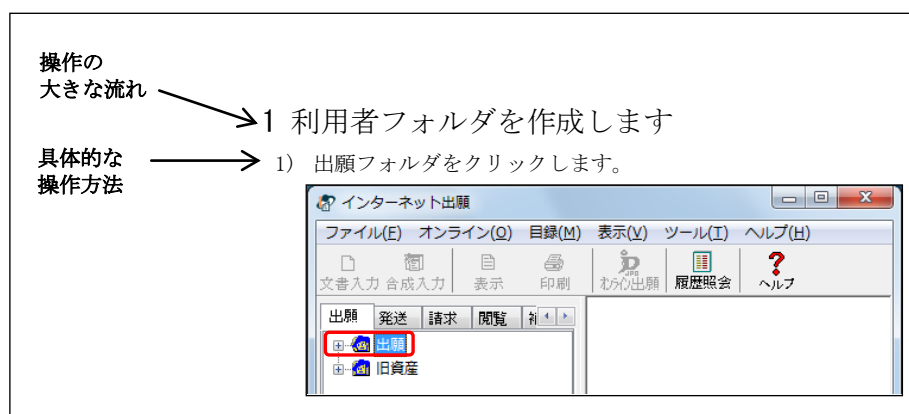 操作の
大きな流れ
1 利用者フォルダを作成します
具体的な
操作方法
1) 出願フォルダをクリックします。
インターネット出願
ファイル(F) オンライン(O) 目録(M) 表示(V) ツール(T) ヘルプ(H)
文書入力 合成入力 表示 印刷 オンライン出願 履歴照会 ヘルプ
出願 発送 請求 閲覧
出願
旧資産